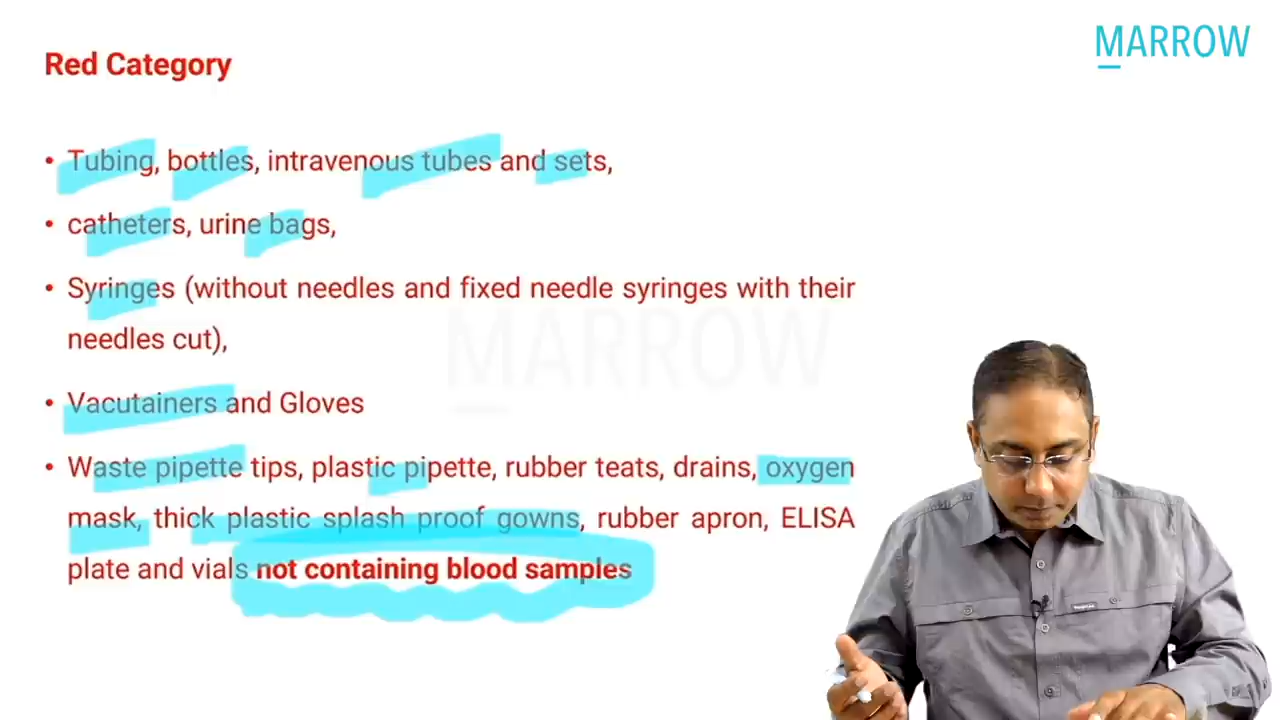 MARROW
Red Category
• Tubing, bottles, intravenous tubes and sets,
• catheters, urine bags,
• Syringes (without needles and fixed needle syringes with their
needles cut),
MARROW
• Vacutainers and Gloves
• Waste pipette tips, plastic pipette, rubber teats, drains, oxygen
mask, thick plastic splash proof gowns, rubber apron, ELISA
plate and vials not containing blood samples